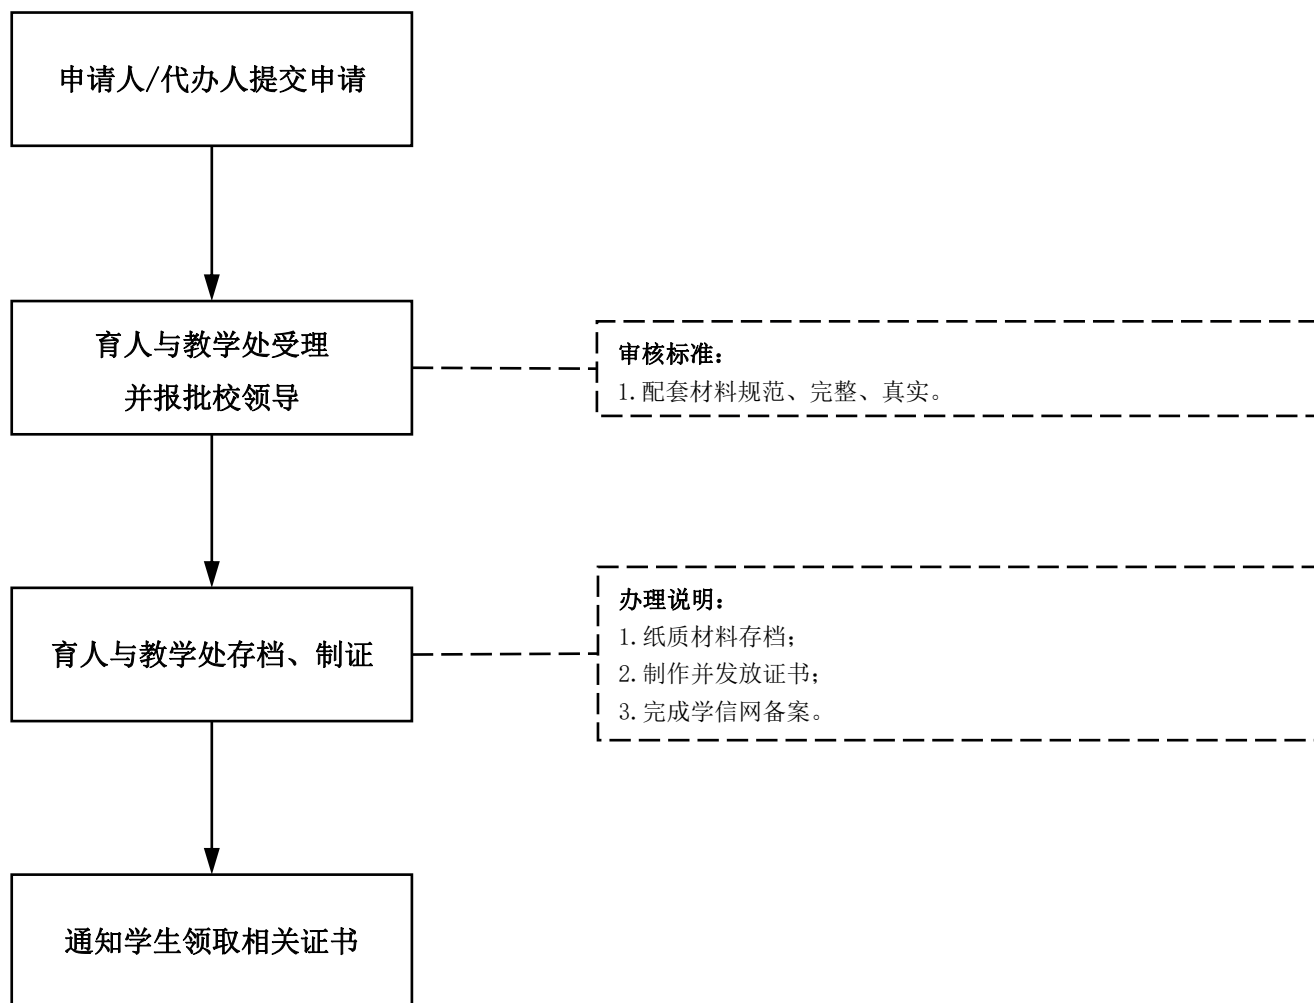 申请人/代办人提交申请
育人与教学处受理
并报批校领导
审核标准：
1.配套材料规范、完整、真实。
育人与教学处存档、制证
办理说明：
1.纸质材料存档；
2.制作并发放证书；
3.完成学信网备案。
通知学生领取相关证书